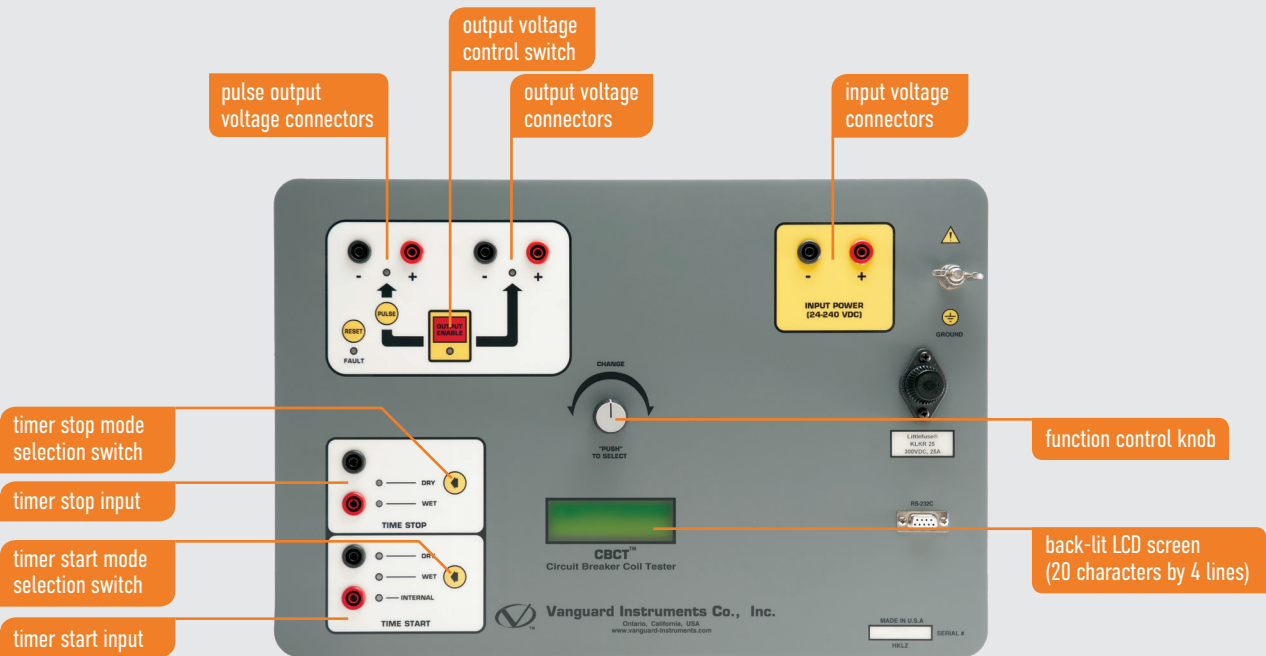 output voltage
control switch
pulse output
voltage connectors
output voltage
connectors
input voltage
connectors
- +
- +
PULSE
RESET
FAULT
OUTPUT
ENABLE
- +
INPUT POWER
(24-240 VDC)
GROUND
CHANGE
"PUSH"
TO SELECT
Littlefuse®
KLKR 25
300VDC, 25A
function control knob
timer stop mode
selection switch
timer stop input
DRY
WET
TIME STOP
timer start mode
selection switch
timer start input
DRY
WET
INTERNAL
TIME START
CBCT™
Circuit Breaker Coil Tester
RS-232C
back-lit LCD screen
(20 characters by 4 lines)
Vanguard Instruments Co., Inc.
Ontario, California, USA
www.vanguard-instruments.com
MADE IN U.S.A
SERIAL #
HKLZ